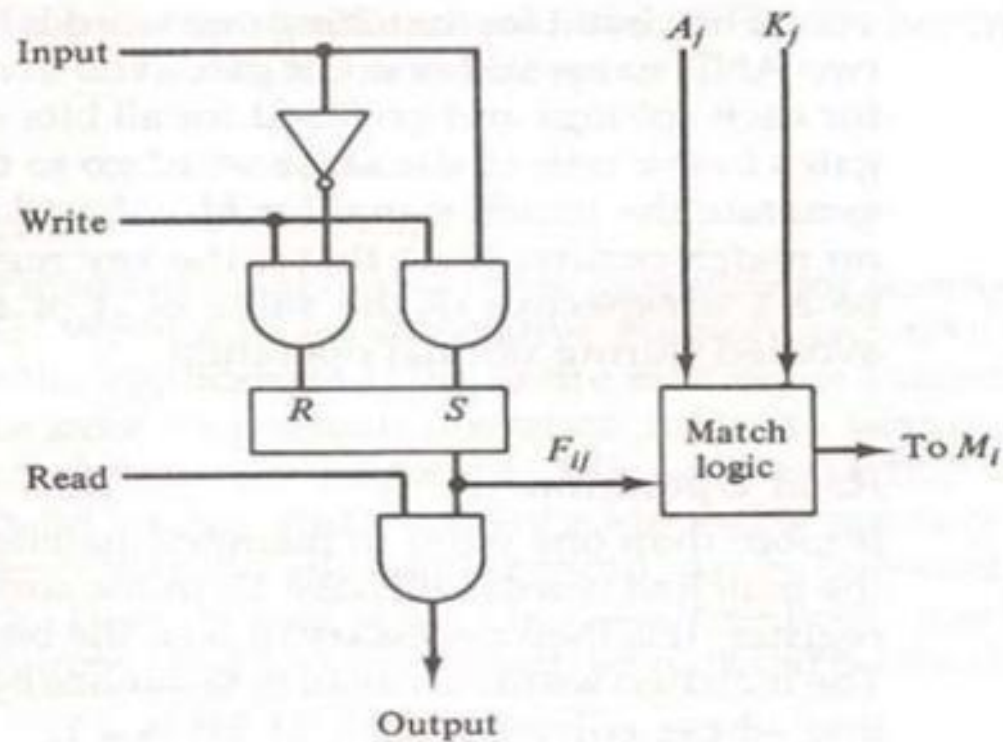 Input
A_j K_j
Write
R S
F_ij
Match
logic
To M_i
Read
Output